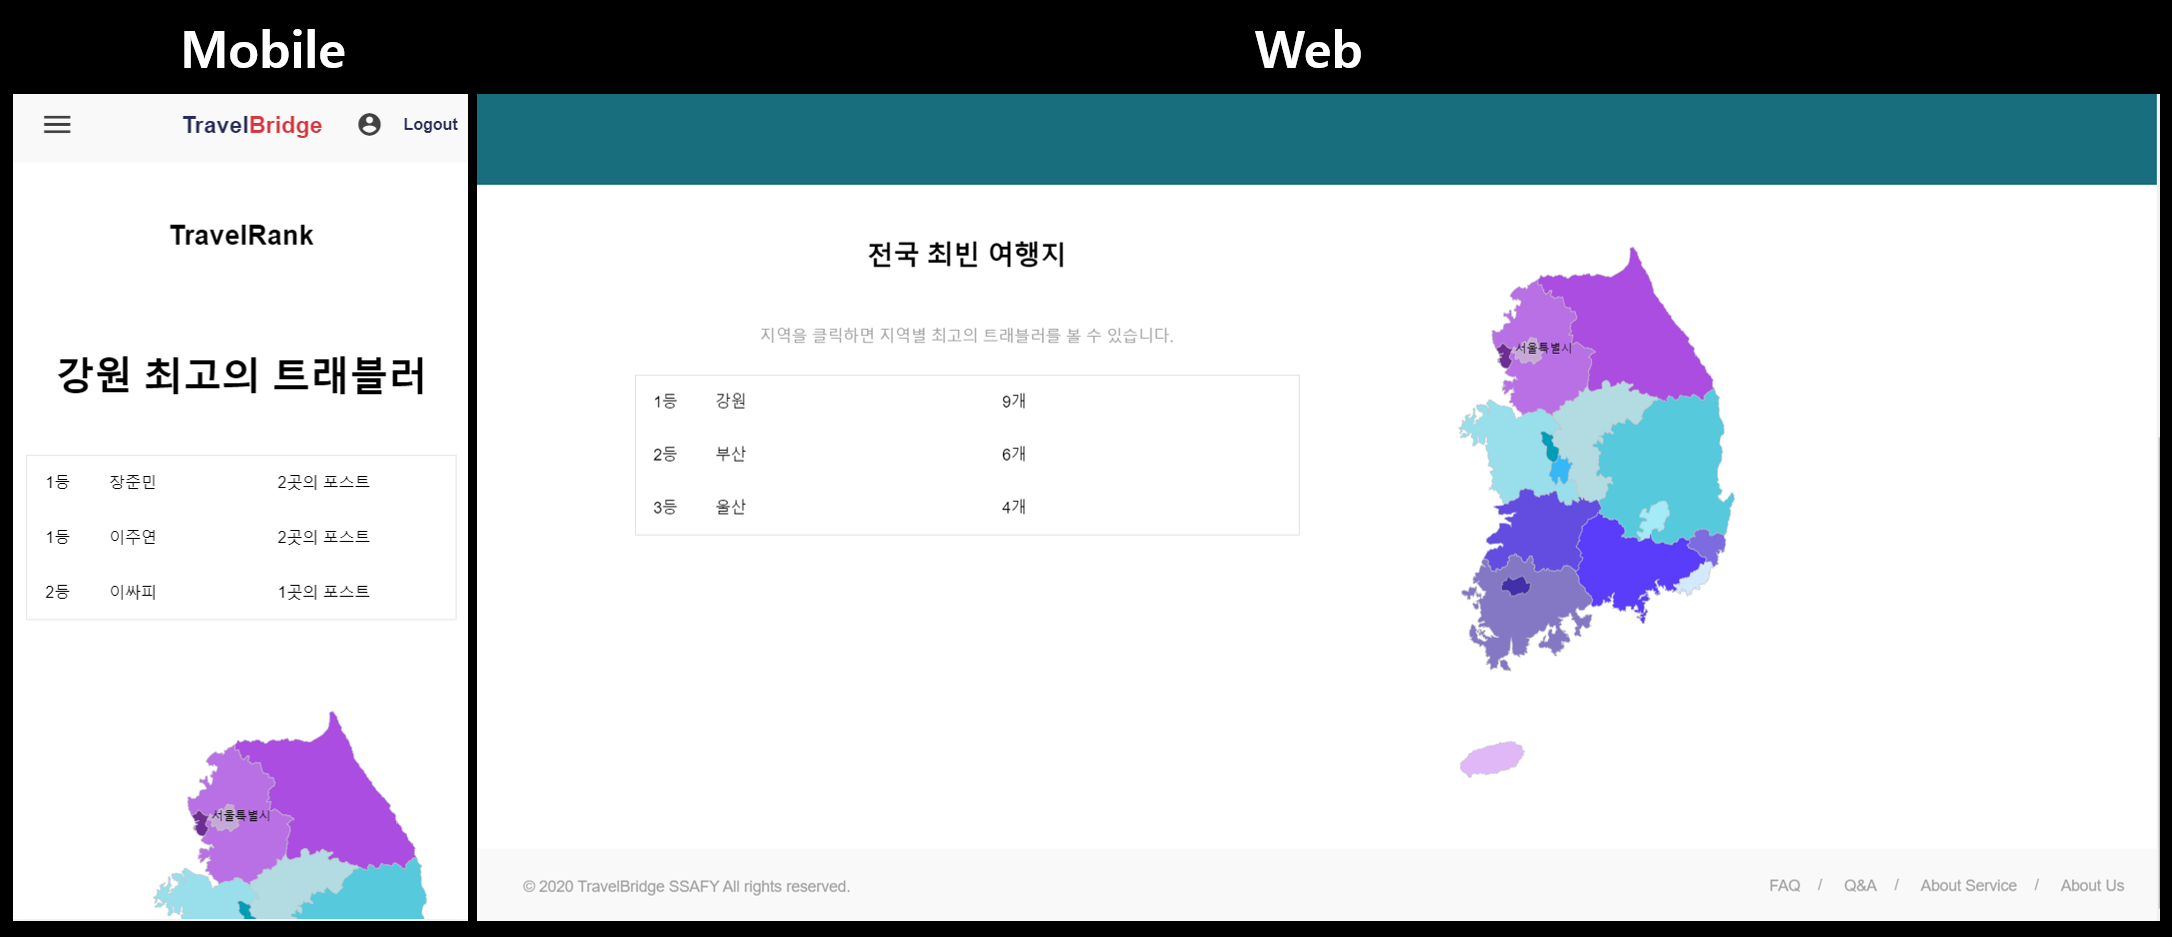 Mobile
Web
TravelBridge
Logout
TravelRank
강원 최고의 트래블러
1등 장준민 2곳의 포스트
1등 이주연 2곳의 포스트
2등 이싸피 1곳의 포스트
서울특별시
전국 최빈 여행지
지역을 클릭하면 지역별 최고의 트래블러를 볼 수 있습니다.
1등 강원 9개
2등 부산 6개
3등 울산 4개
서울특별시
© 2020 TravelBridge SSAFY All rights reserved.
FAQ / Q&A / About Service / About Us